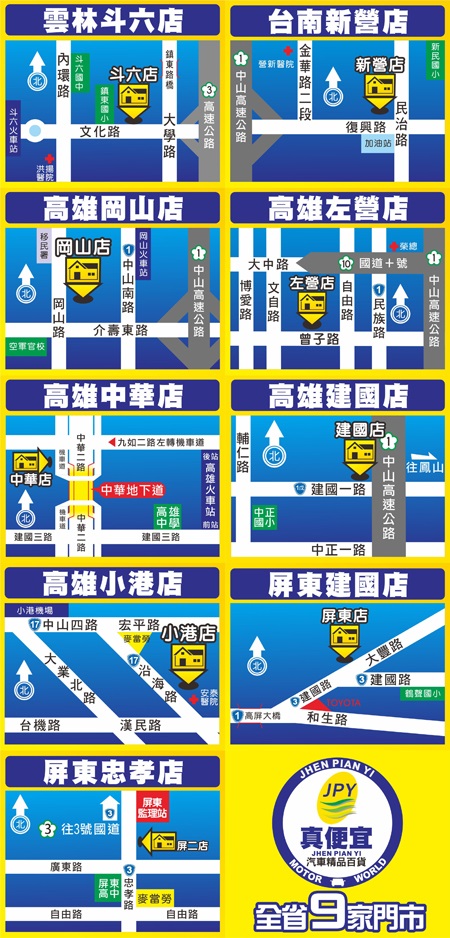 雲林斗六店
內環路
斗六國中
鎮東路橋
斗六店
鎮東國小
大學路
3
高速公路
北
斗六火車站
文化路
洪揚醫院
台南新營店
1
中山高速公路
營新醫院
金華路二段
新營店
新民國小
民治路
北
復興路
加油站
高雄岡山店
移民署
岡山店
1
中山南路
岡山火車站
1
中山高速公路
北
岡山路
介壽東路
空軍官校
高雄左營店
榮總
大中路
10
國道十號
1
中山高速公路
博愛路
文自路
左營店
自由路
1
民族路
北
曾子路
高雄中華店
中華二路
九如二路左轉機車道
機車道
中華店
中華地下道
後站
高雄火車站
前站
北
機車道
中華二路
高雄中學
建國三路
建國三路
高雄建國店
輔仁路
北
建國店
1
中山高速公路
往鳳山
1/2
建國一路
中正國小
中正一路
高雄小港店
小港機場
17
中山四路
宏平路
麥當勞
小港店
17
沿海路
大業北路
北
安泰醫院
台機路
漢民路
屏東建國店
屏東店
大豐路
北
3
建國路
3
建國路
鶴聲國小
TOYOTA
1
高屏大橋
和生路
屏東忠孝店
北
3
3
往3號國道
屏東監理站
屏二店
廣東路
3
忠孝路
屏東高中
麥當勞
自由路
自由路
JHEN PIAN YI
JPY
真便宜
JHEN PIAN YI
汽車精品百貨
MOTOR WORLD
全省9家門市